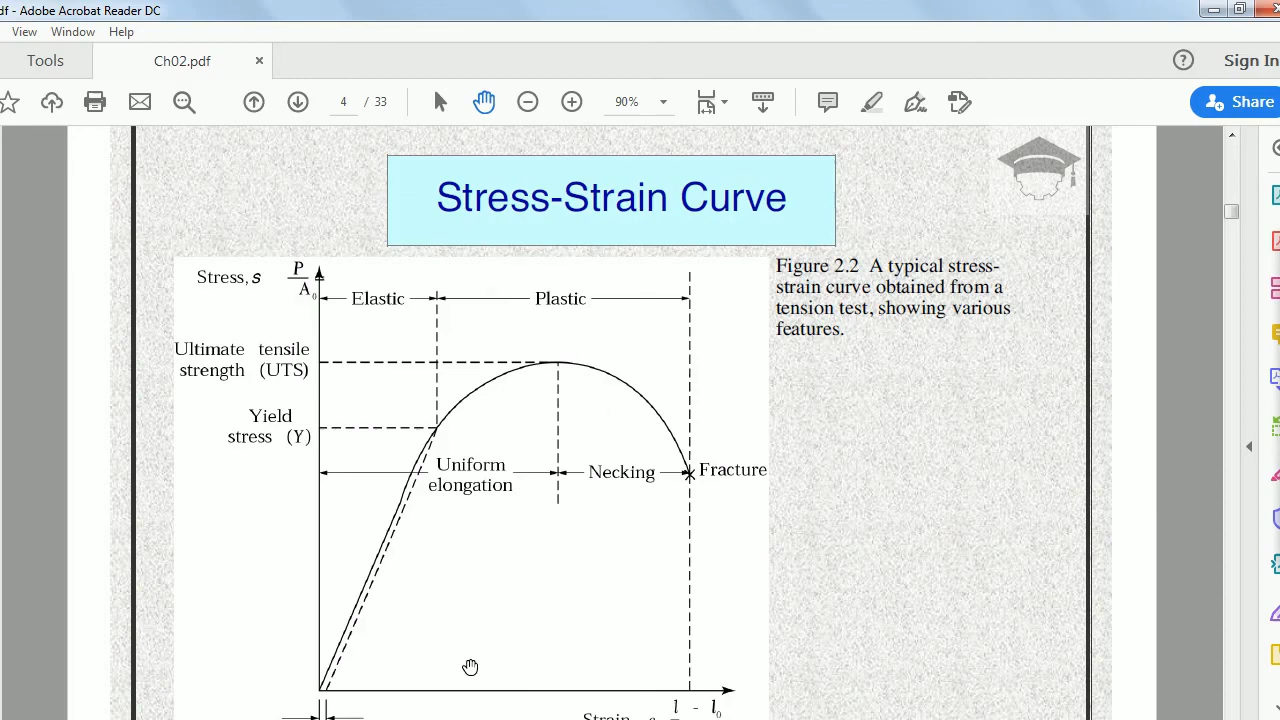 df - Adobe Acrobat Reader DC
View Window Help
Tools Ch02.pdf × ? Sign In
4 / 33 90% Share
Stress-Strain Curve
Stress, s P
A0
Elastic Plastic
Ultimate tensile
strength (UTS)
Yield
stress (Y)
Uniform
elongation
Necking Fracture
Figure 2.2 A typical stress-
strain curve obtained from a
tension test, showing various
features.
l - l0
Strain